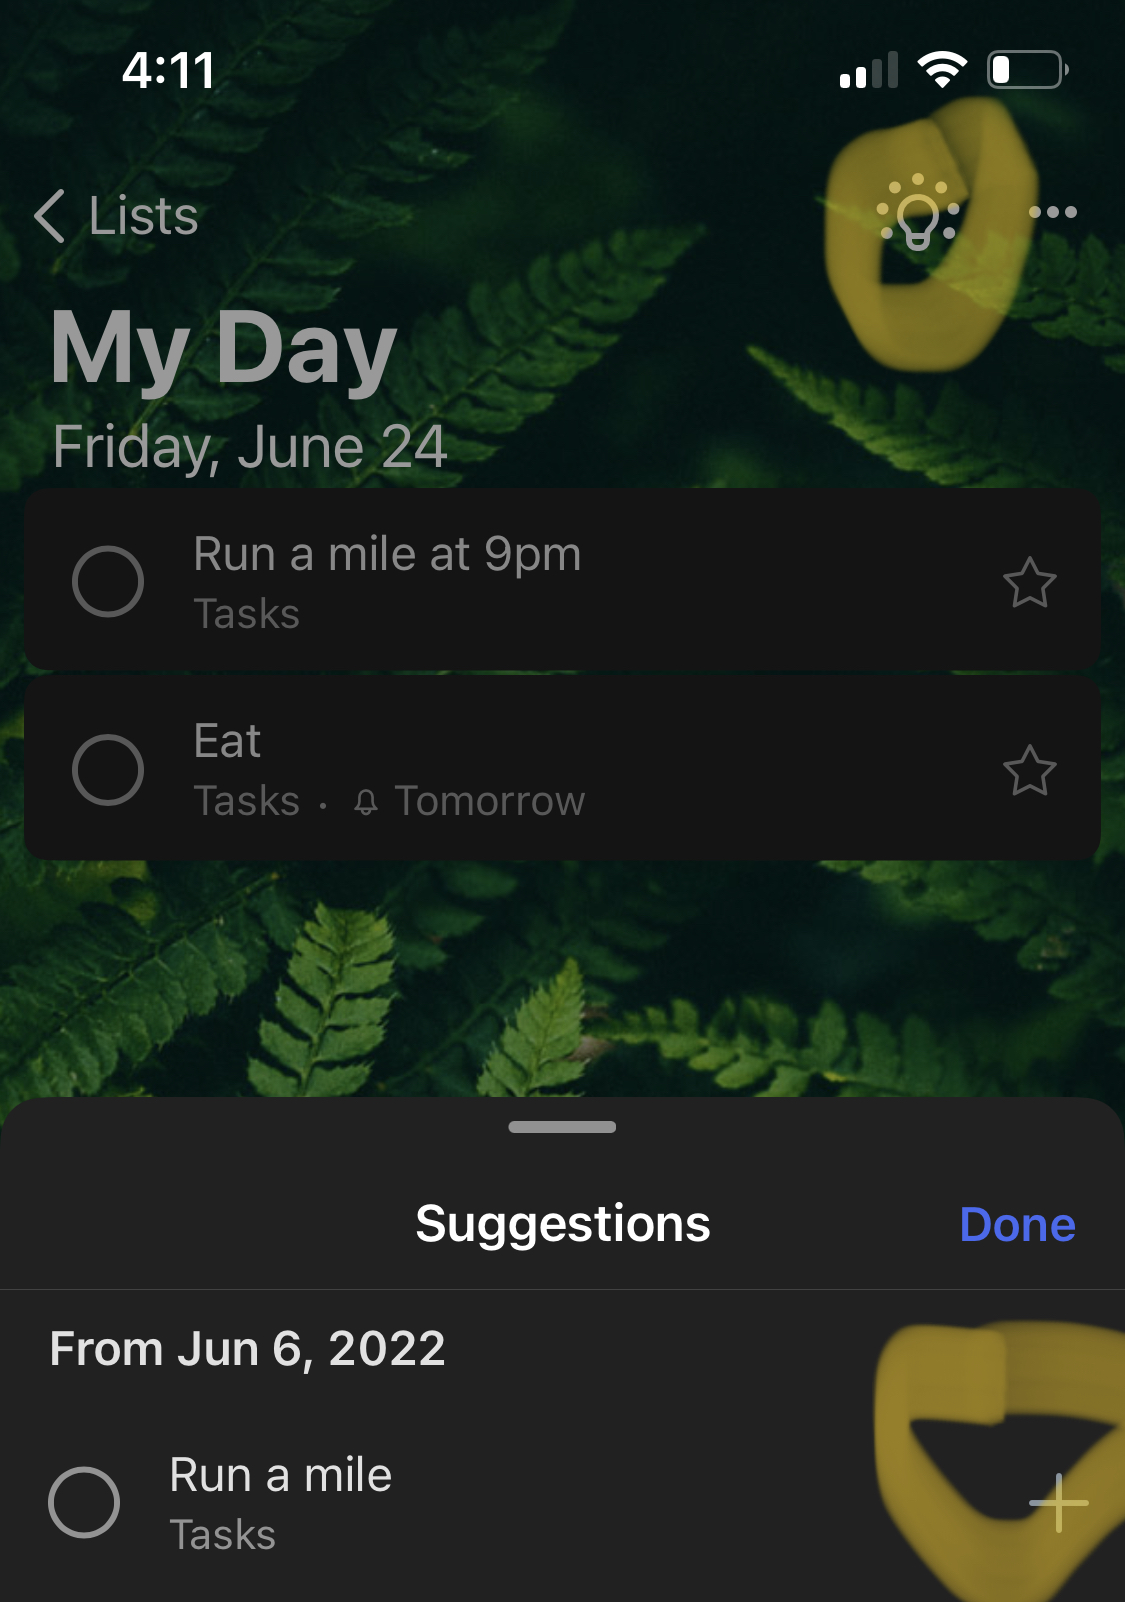 4:11
Lists
My Day
Friday, June 24
Run a mile at 9pm
Tasks
Eat
Tasks · Tomorrow
Suggestions
Done
From Jun 6, 2022
Run a mile
Tasks